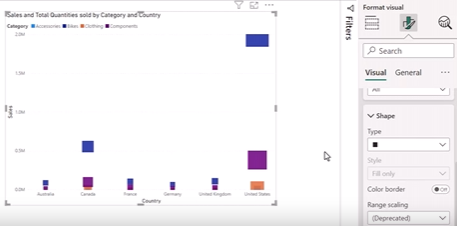 Sales and Total Quantities sold by Category and Country
Category Accessories Bikes Clothing Components
2.0M
1.5M
1.0M
0.5M
0.0M
Sales
Australia Canada France Germany United Kingdom United States
Country
Filters
Format visual
Search
Visual General ...
All
Shape
Type
Style
Fill only
Color border Off
Range scaling
(Deprecated)